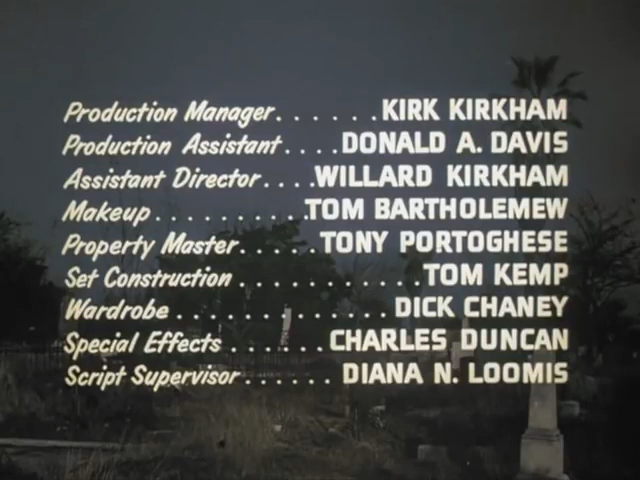 Production Manager. . . . . . .KIRK KIRKHAM
Production Assistant. . . .DONALD A. DAVIS
Assistant Director. . . .WILLARD KIRKHAM
Makeup. . . . . . . . . .TOM BARTHOLEMEW
Property Master. . . . . .TONY PORTOGHESE
Set Construction . . . . . . . . . . .TOM KEMP
Wardrobe . . . . . . . . . . . . .DICK CHANEY
Special Effects . . . . . . .CHARLES DUNCAN
Script Supervisor. . . . . . DIANA N. LOOMIS